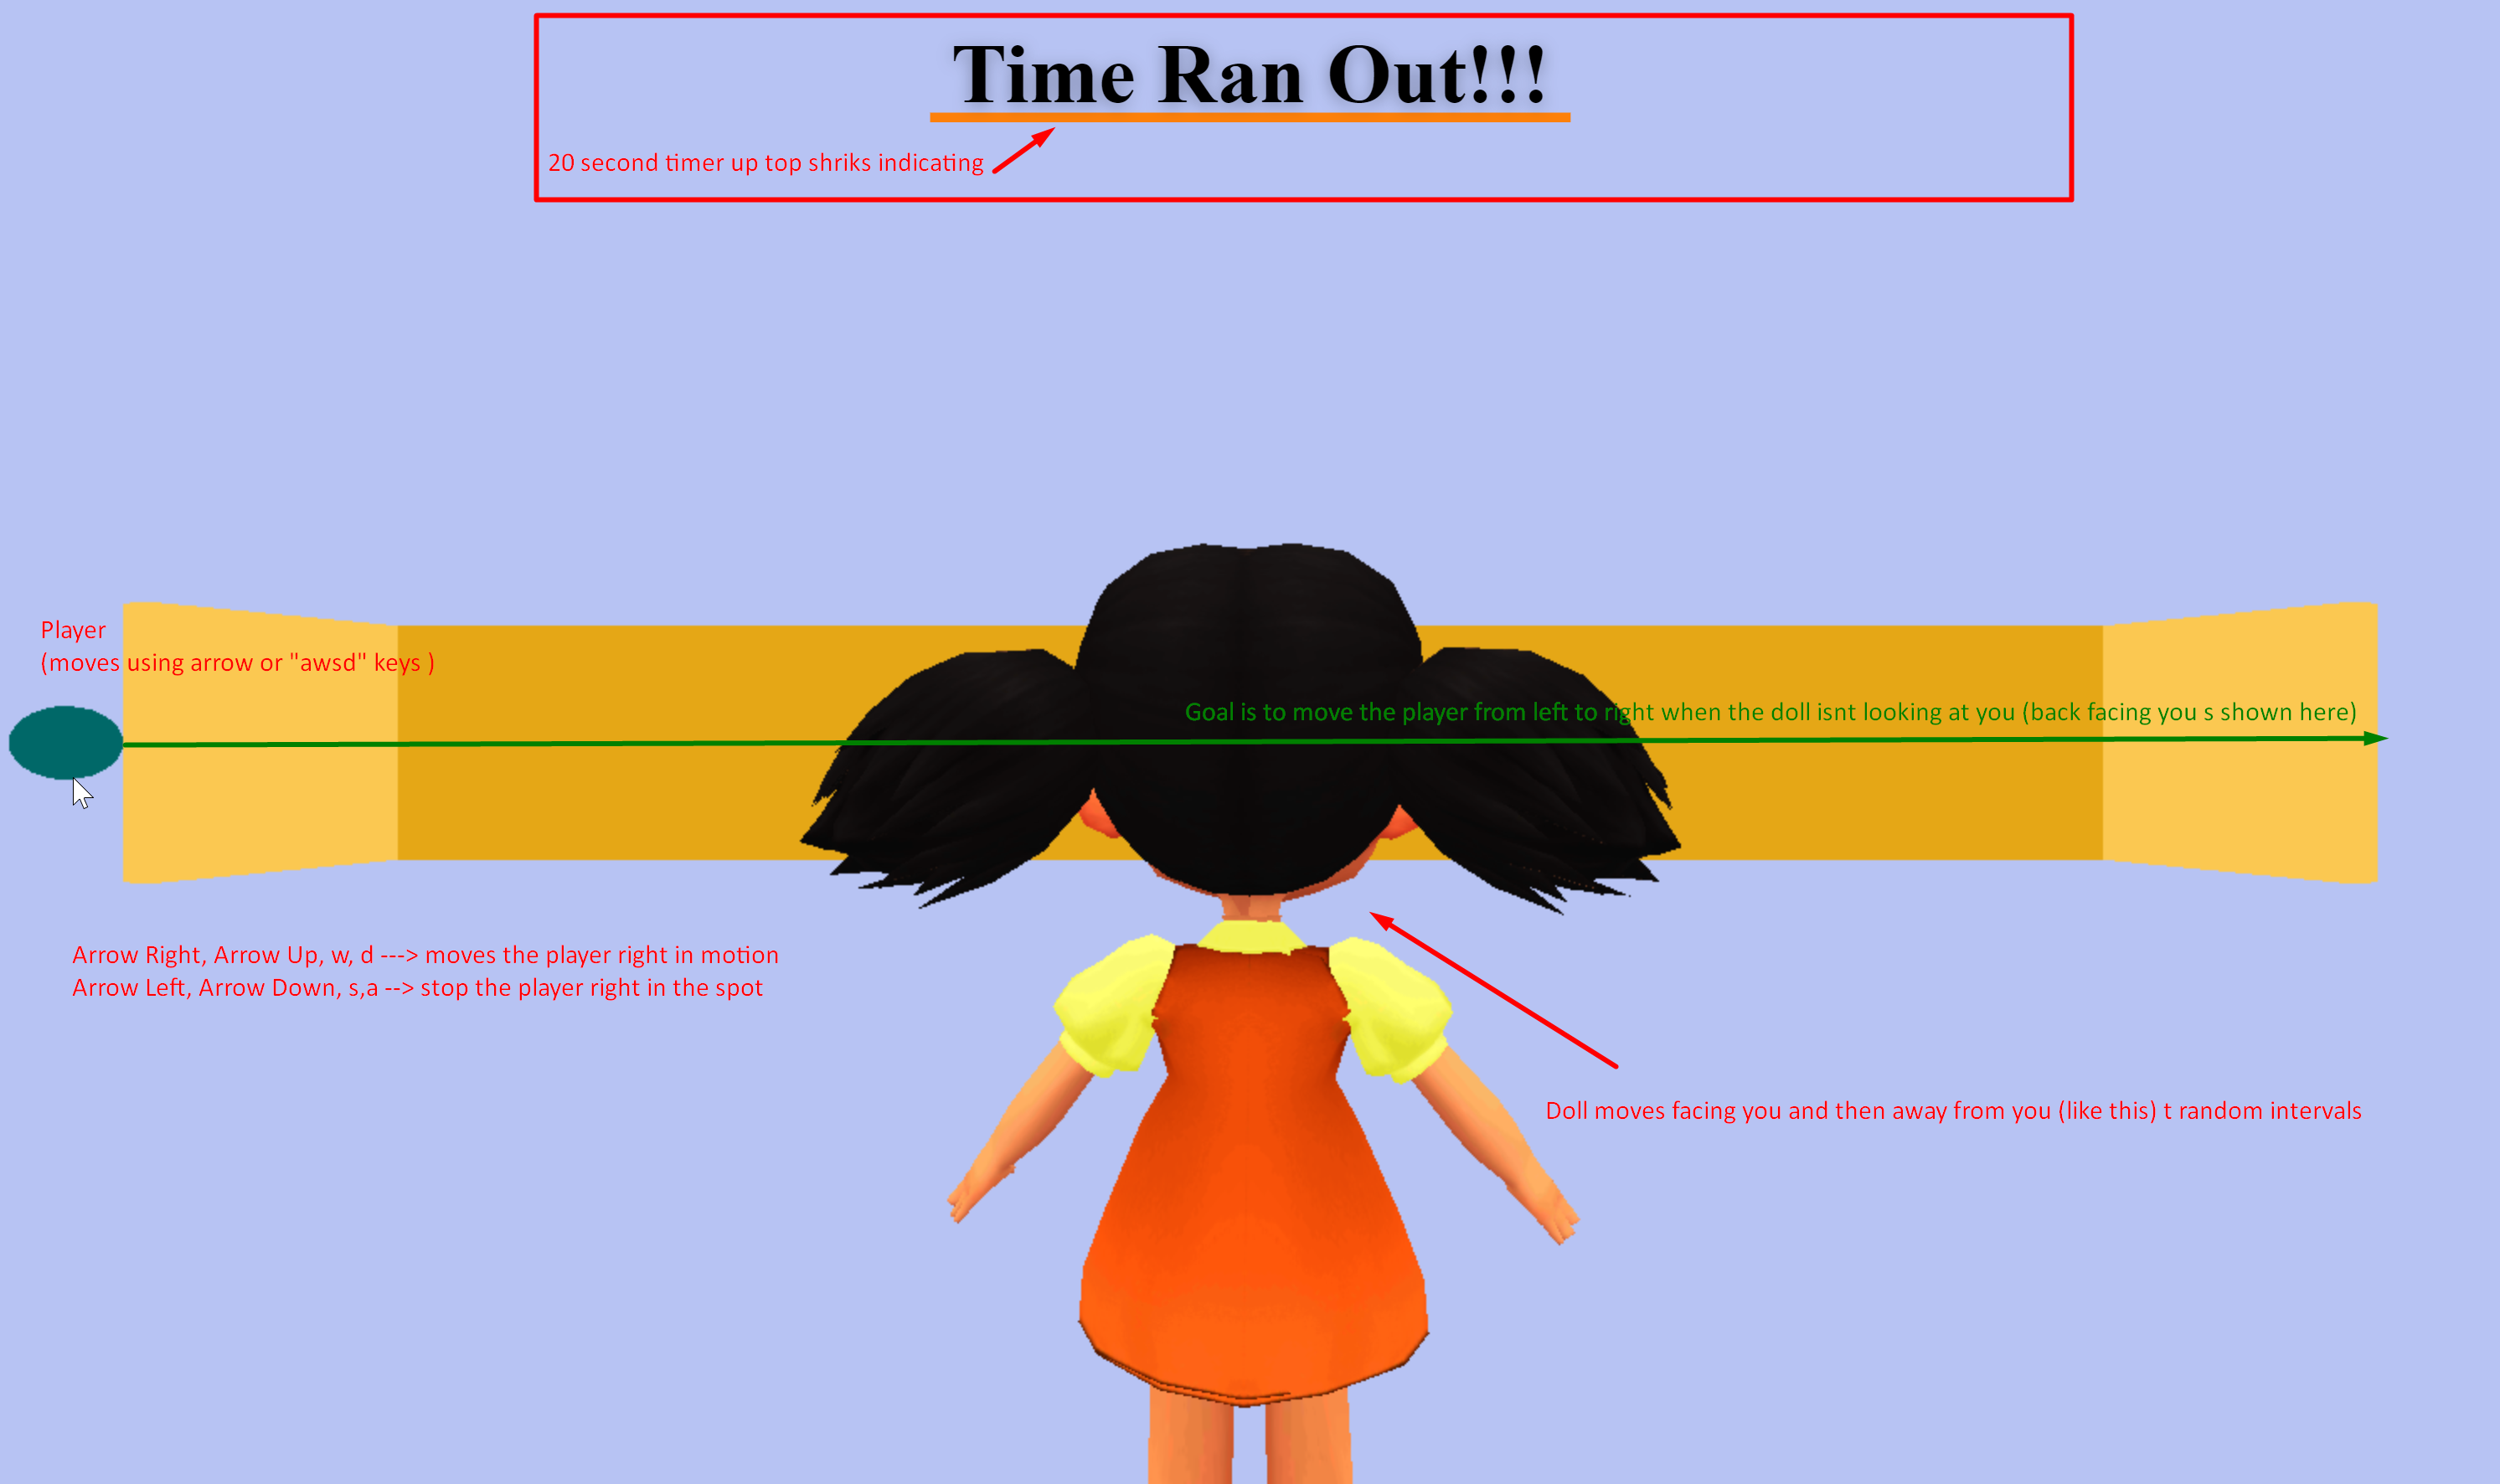 Time Ran Out!!!
20 second timer up top shriks indicating
Player
(moves using arrow or "awsd" keys )
Goal is to move the player from left to right when the doll isnt looking at you (back facing you s shown here)
Arrow Right, Arrow Up, w, d ---> moves the player right in motion
Arrow Left, Arrow Down, s,a --> stop the player right in the spot
Doll moves facing you and then away from you (like this) t random intervals